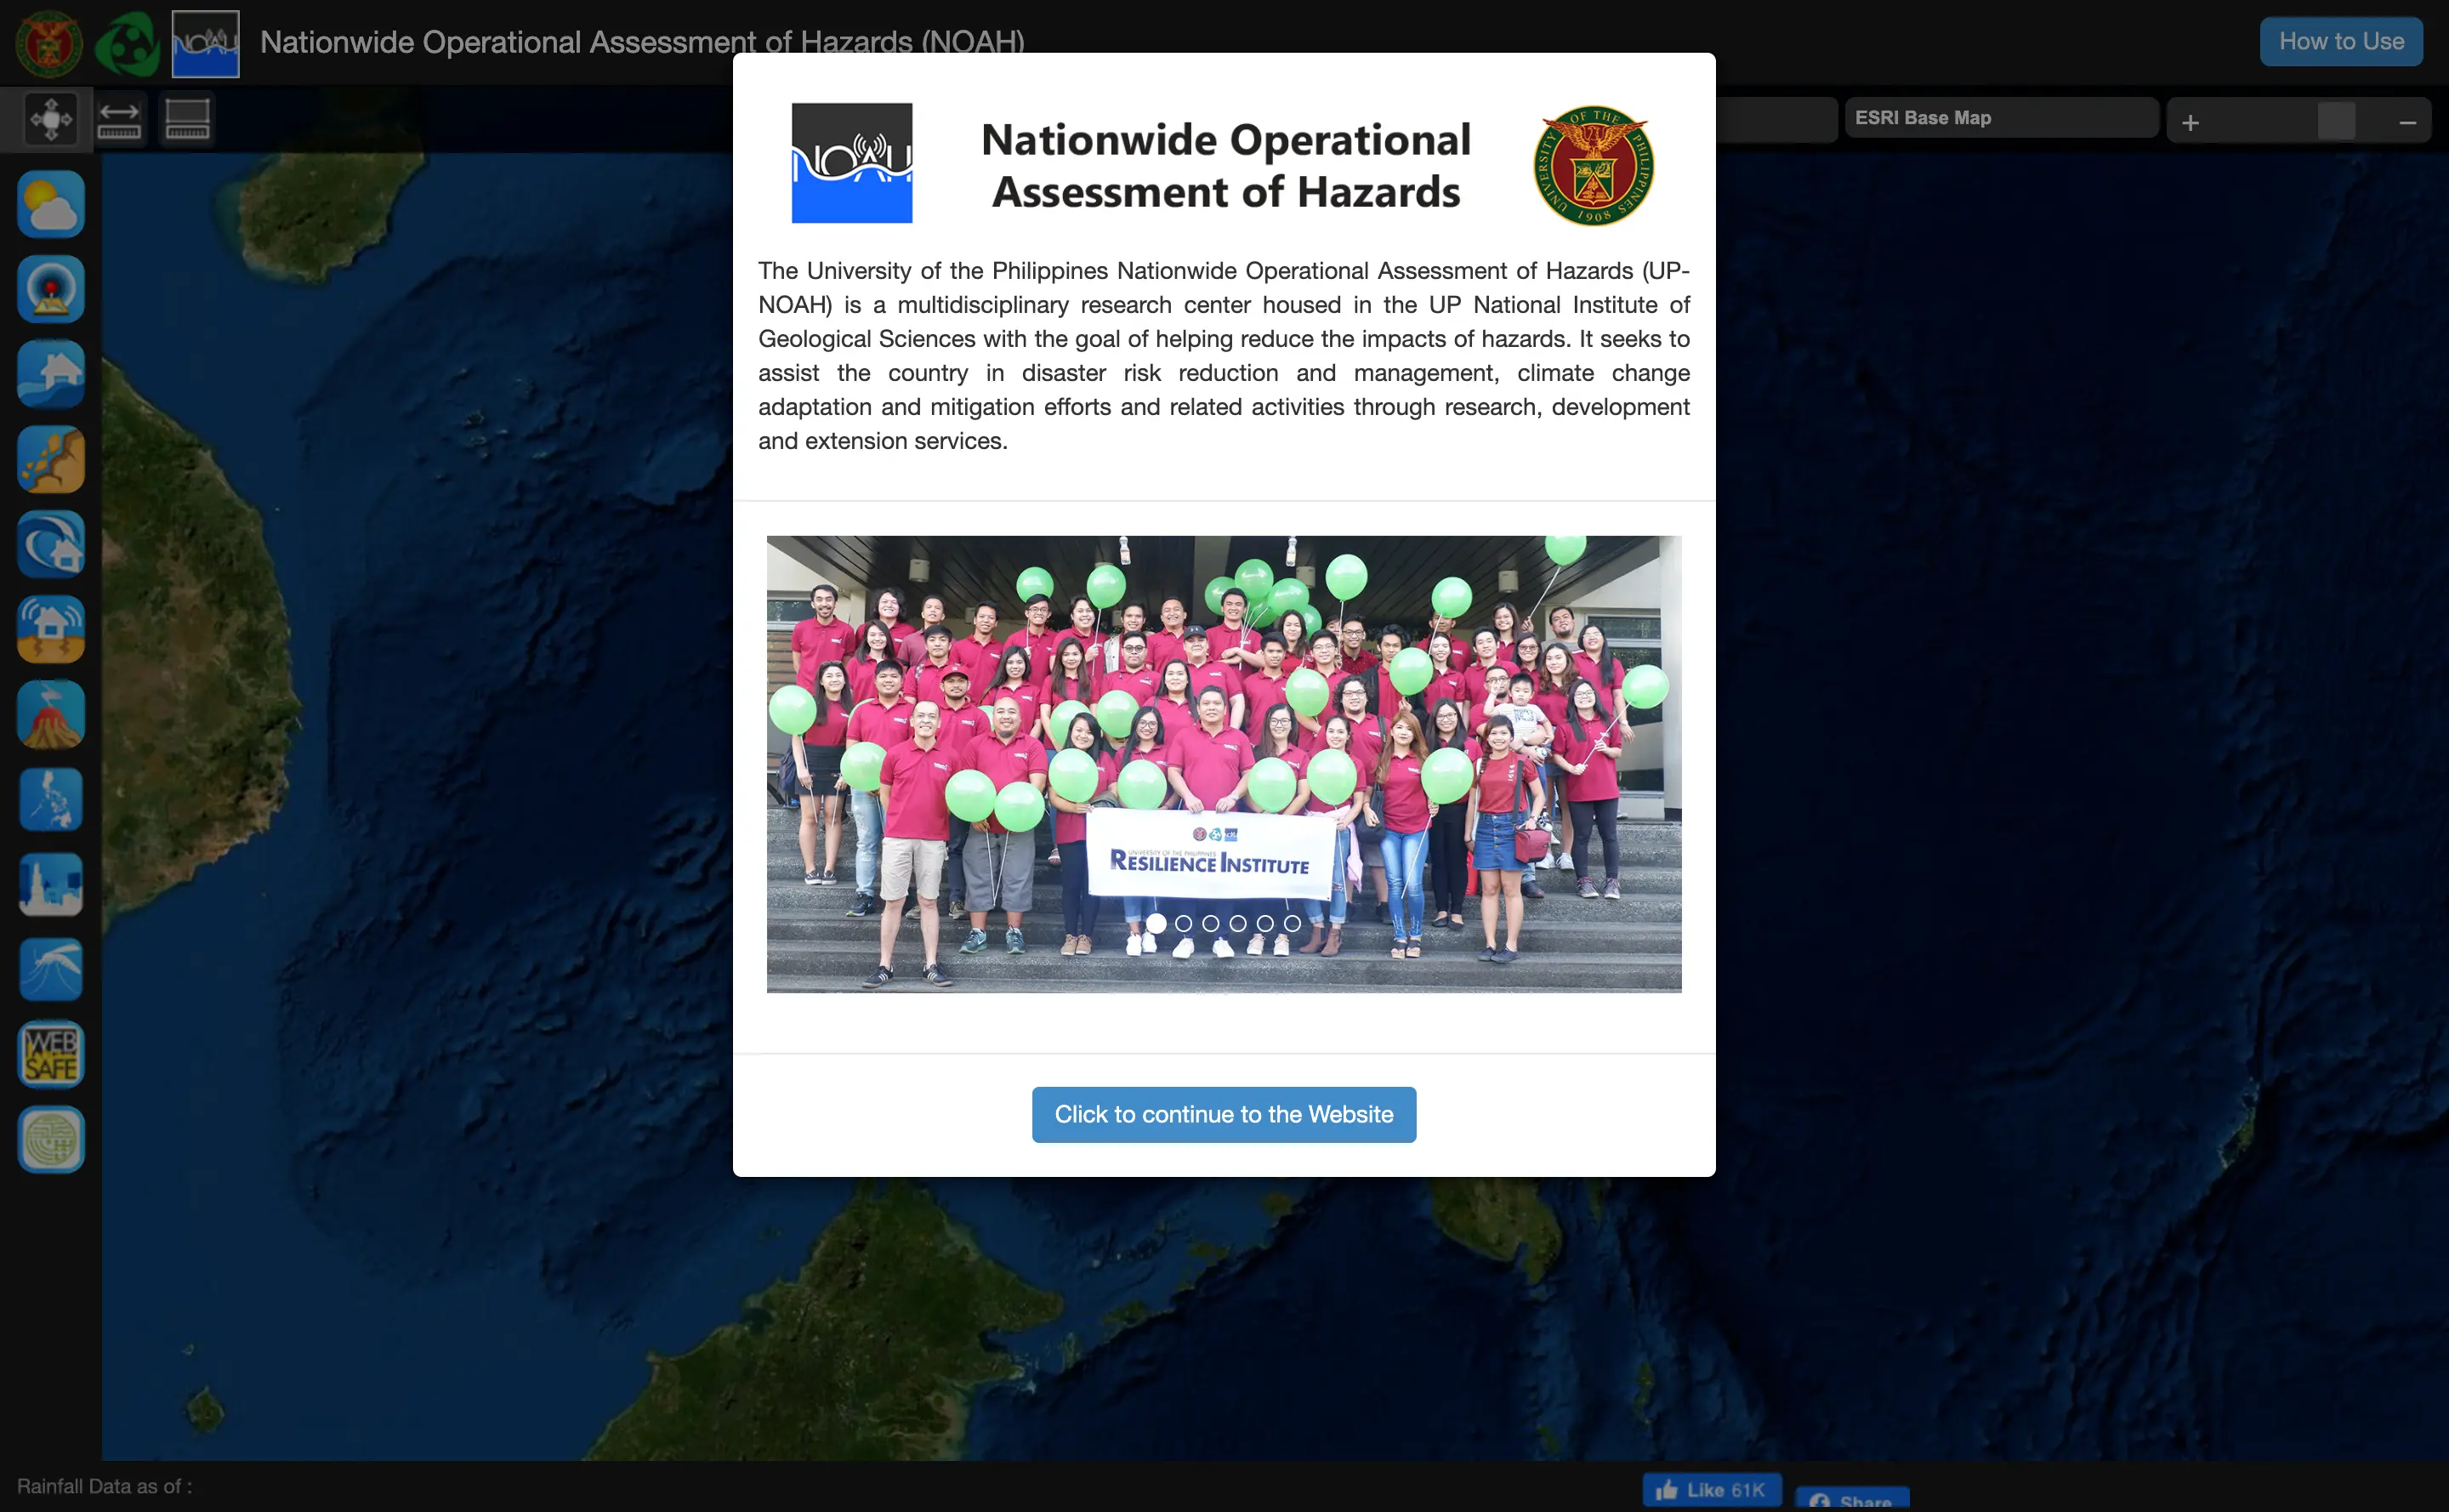 Nationwide Operational Assessment of Hazards (NOAH)
How to Use
ESRI Base Map
+
−
NOAH
Nationwide Operational
Assessment of Hazards
UNIVERSITY OF THE PHILIPPINES
1908
The University of the Philippines Nationwide Operational Assessment of Hazards (UP-
NOAH) is a multidisciplinary research center housed in the UP National Institute of
Geological Sciences with the goal of helping reduce the impacts of hazards. It seeks to
assist the country in disaster risk reduction and management, climate change
adaptation and mitigation efforts and related activities through research, development
and extension services.
UNIVERSITY OF THE PHILIPPINES
RESILIENCE INSTITUTE
Click to continue to the Website
WEB
SAFE
Rainfall Data as of :
Like 61K
Share